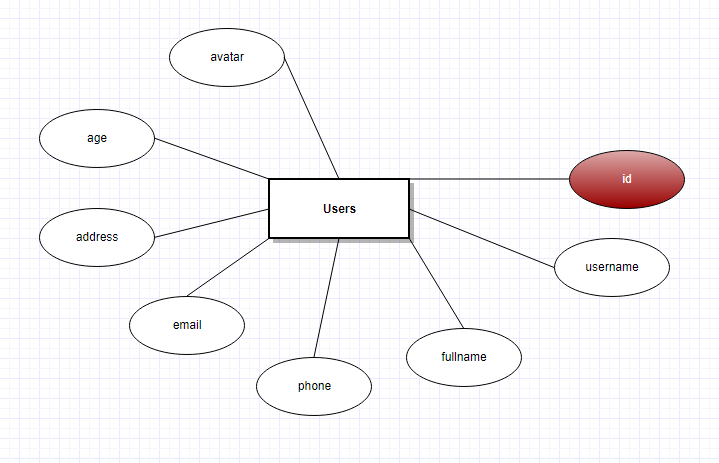 avatar
age
id
Users
address
username
email
fullname
phone